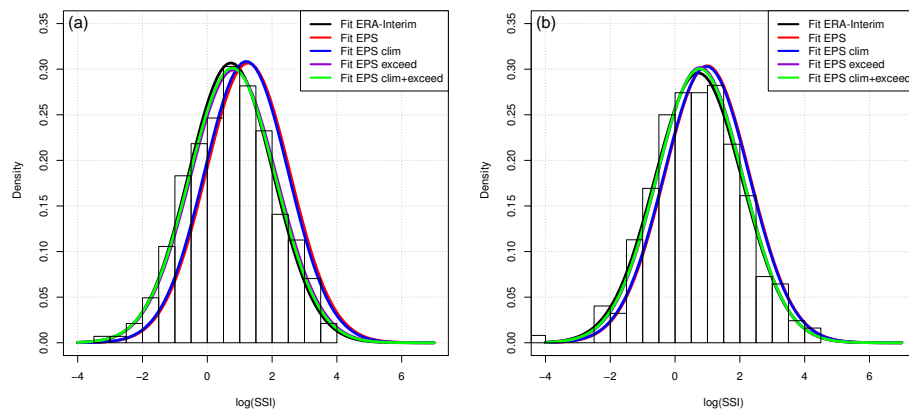 (a)
Fit ERA-Interim
Fit EPS
Fit EPS clim
Fit EPS exceed
Fit EPS clim+exceed
Density
0.00
0.05
0.10
0.15
0.20
0.25
0.30
0.35
−4
−2
0
2
4
6
log(SSI)
(b)
Fit ERA-Interim
Fit EPS
Fit EPS clim
Fit EPS exceed
Fit EPS clim+exceed
Density
0.00
0.05
0.10
0.15
0.20
0.25
0.30
0.35
−4
−2
0
2
4
6
log(SSI)